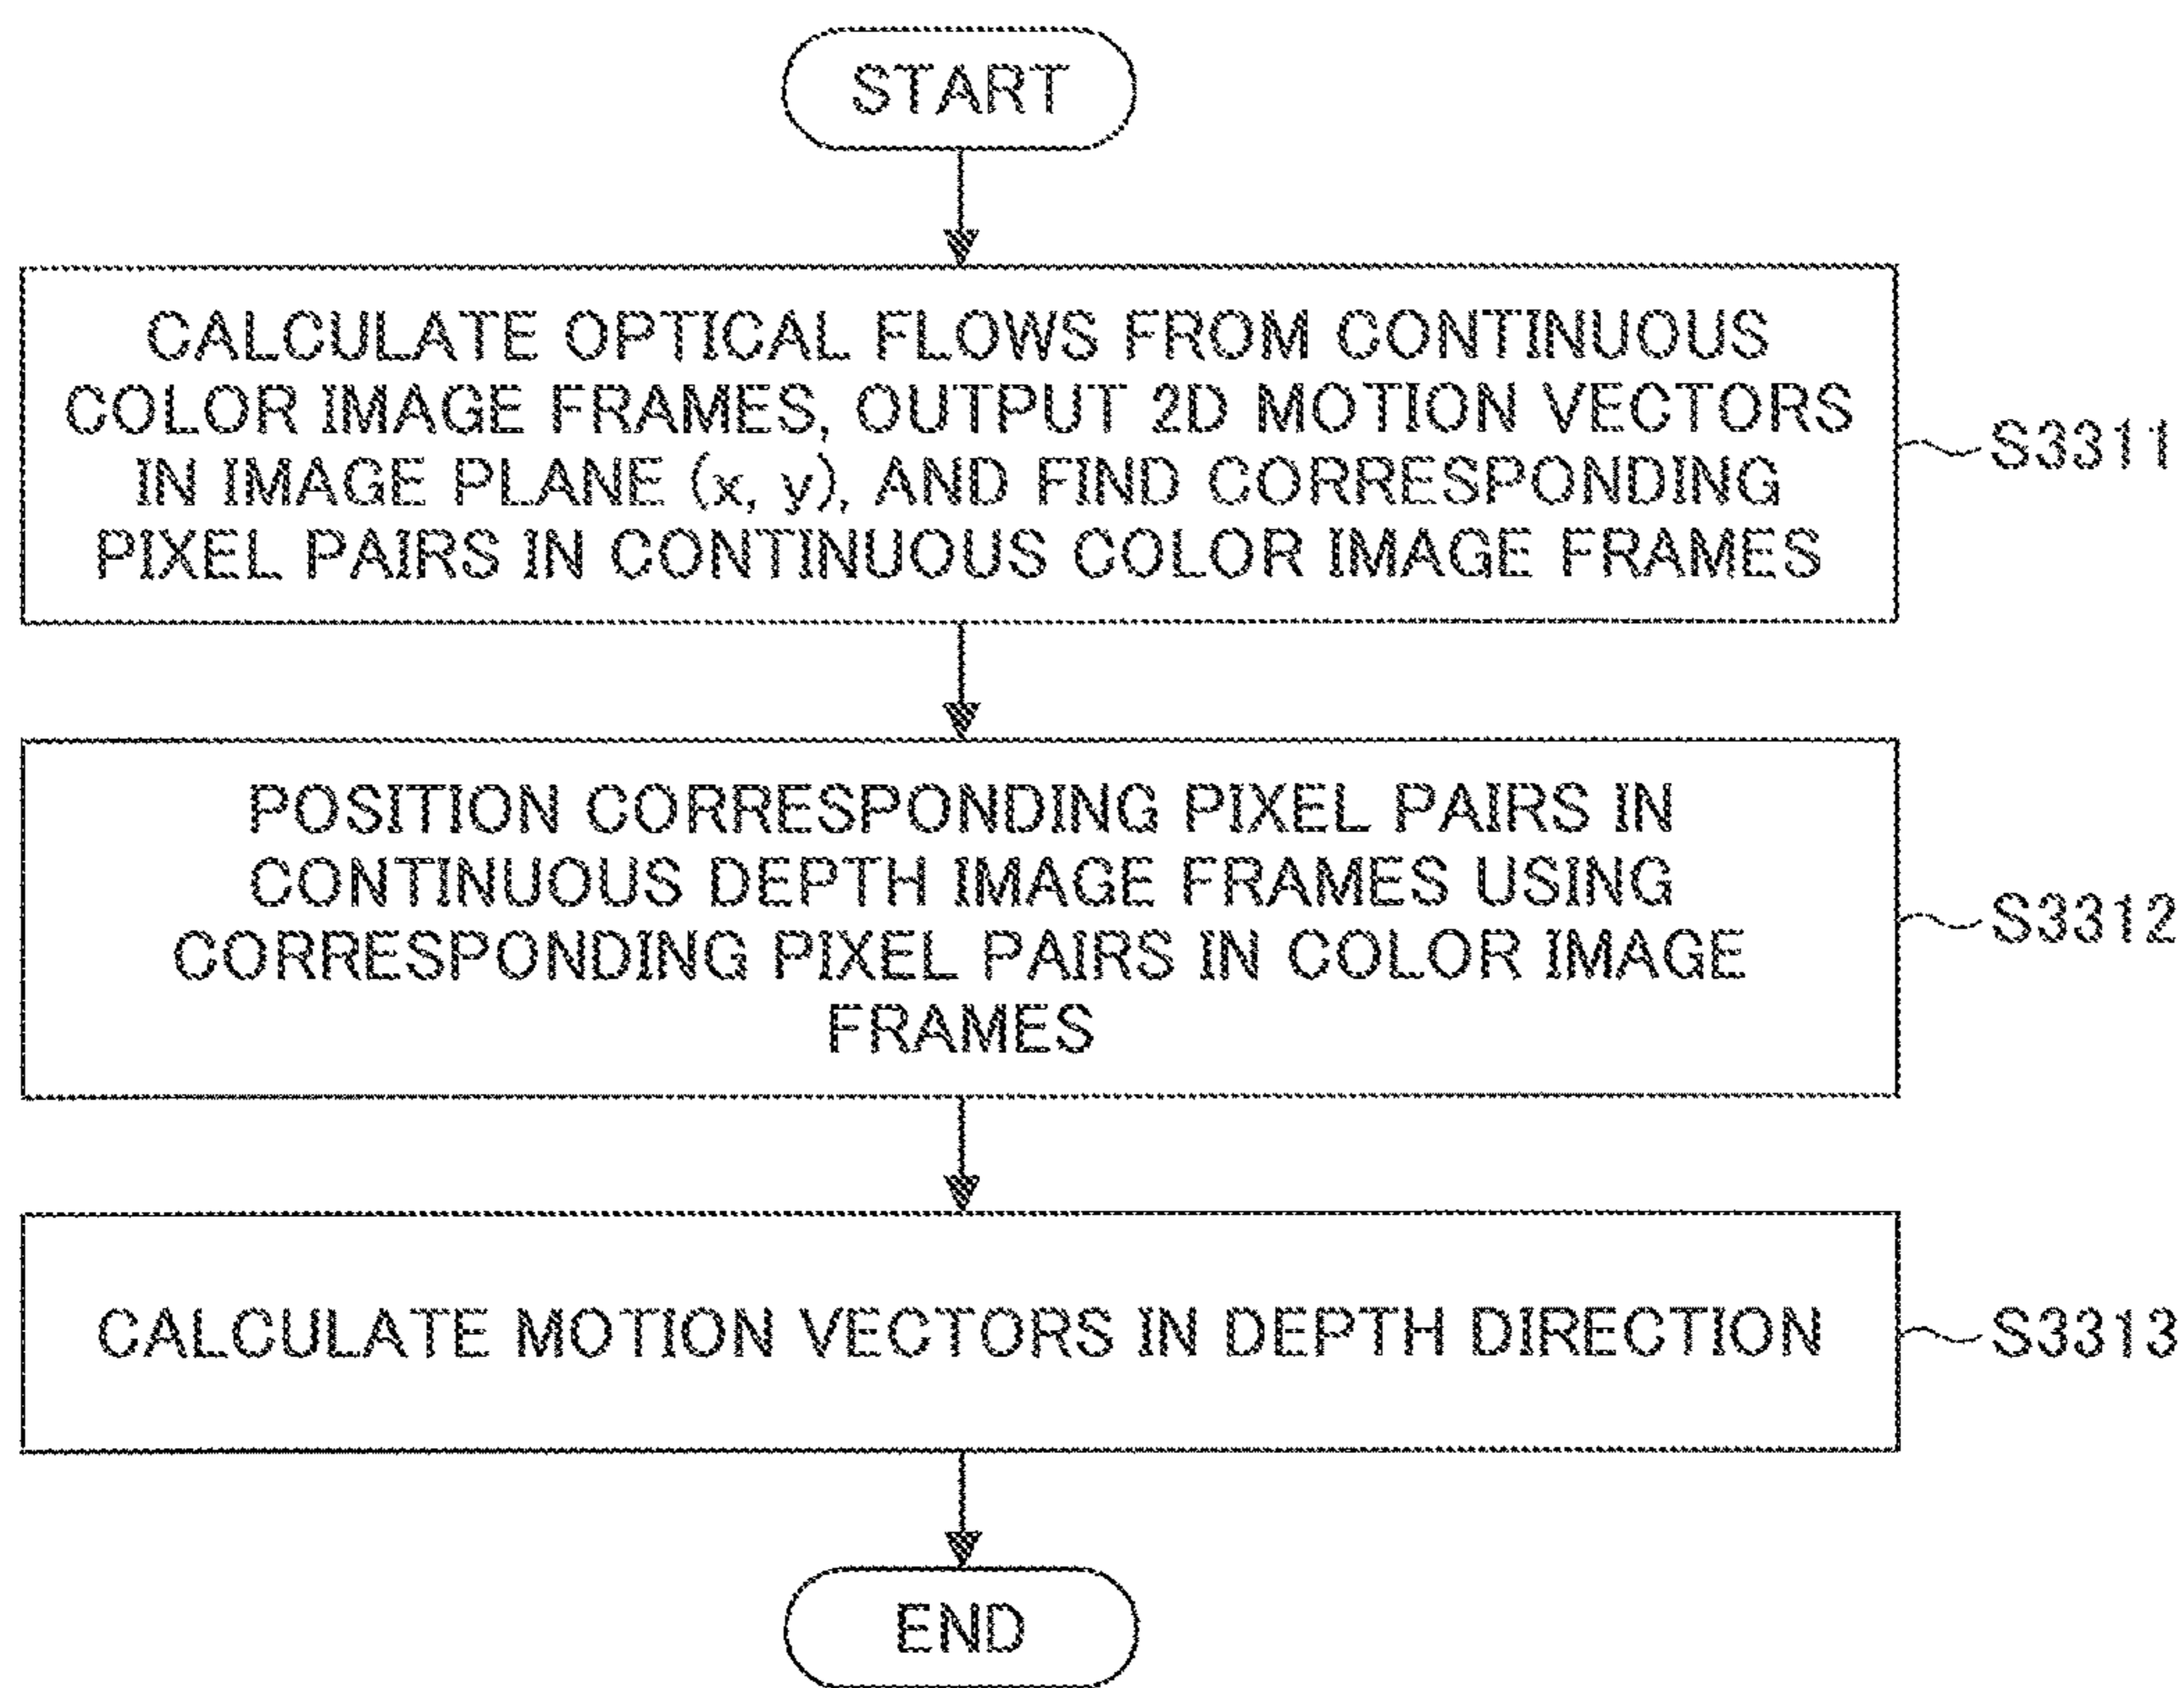 START
CALCULATE OPTICAL FLOWS FROM CONTINUOUS
COLOR IMAGE FRAMES, OUTPUT 2D MOTION VECTORS
IN IMAGE PLANE (x, y), AND FIND CORRESPONDING
PIXEL PAIRS IN CONTINUOUS COLOR IMAGE FRAMES
S3311
POSITION CORRESPONDING PIXEL PAIRS IN
CONTINUOUS DEPTH IMAGE FRAMES USING
CORRESPONDING PIXEL PAIRS IN COLOR IMAGE
FRAMES
S3312
CALCULATE MOTION VECTORS IN DEPTH DIRECTION
S3313
END